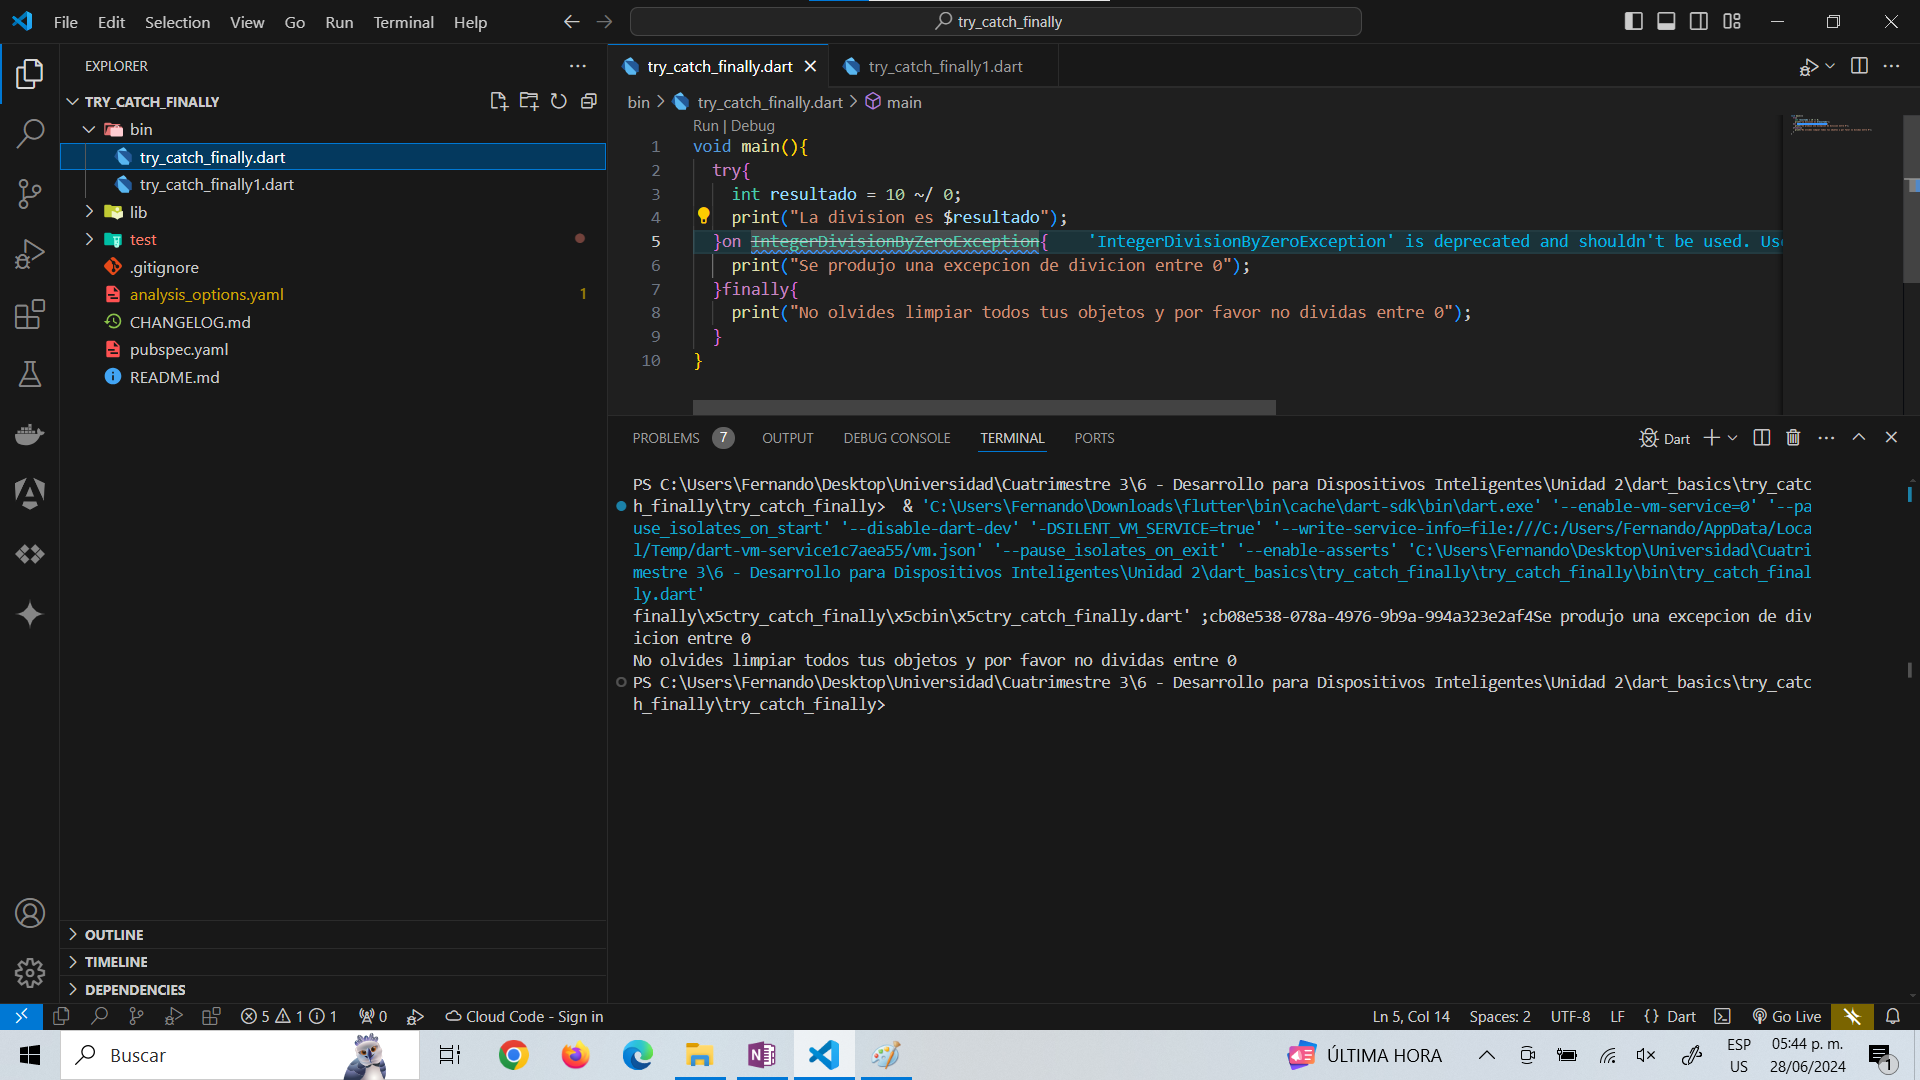 File Edit Selection View Go Run Terminal Help
try_catch_finally
EXPLORER
TRY_CATCH_FINALLY
bin
try_catch_finally.dart
try_catch_finally1.dart
lib
test
.gitignore
analysis_options.yaml 1
CHANGELOG.md
pubspec.yaml
README.md
OUTLINE
TIMELINE
DEPENDENCIES
try_catch_finally.dart
try_catch_finally1.dart
bin > try_catch_finally.dart > main
Run | Debug
1 void main(){
2 try{
3 int resultado = 10 ~/ 0;
4 print("La division es $resultado");
5 }on IntegerDivisionByZeroException{ 'IntegerDivisionByZeroException' is deprecated and shouldn't be used. Us
6 print("Se produjo una excepcion de divicion entre 0");
7 }finally{
8 print("No olvides limpiar todos tus objetos y por favor no dividas entre 0");
9 }
10 }
PROBLEMS 7 OUTPUT DEBUG CONSOLE TERMINAL PORTS
Dart
PS C:\Users\Fernando\Desktop\Universidad\Cuatrimestre 3\6 - Desarrollo para Dispositivos Inteligentes\Unidad 2\dart_basics\try_catc
h_finally\try_catch_finally> & 'C:\Users\Fernando\Downloads\flutter\bin\cache\dart-sdk\bin\dart.exe' '--enable-vm-service=0' '--pa
use_isolates_on_start' '--disable-dart-dev' '-DSILENT_VM_SERVICE=true' '--write-service-info=file:///C:/Users/Fernando/AppData/Loca
l/Temp/dart-vm-service1c7aea55/vm.json' '--pause_isolates_on_exit' '--enable-asserts' 'C:\Users\Fernando\Desktop\Universidad\Cuatri
mestre 3\6 - Desarrollo para Dispositivos Inteligentes\Unidad 2\dart_basics\try_catch_finally\try_catch_finally\bin\try_catch_final
ly.dart'
finally\x5ctry_catch_finally\x5cbin\x5ctry_catch_finally.dart' ;cb08e538-078a-4976-9b9a-994a323e2af4Se produjo una excepcion de div
icion entre 0
No olvides limpiar todos tus objetos y por favor no dividas entre 0
PS C:\Users\Fernando\Desktop\Universidad\Cuatrimestre 3\6 - Desarrollo para Dispositivos Inteligentes\Unidad 2\dart_basics\try_catc
h_finally\try_catch_finally>
5 1 1 0 Cloud Code - Sign in Ln 5, Col 14 Spaces: 2 UTF-8 LF {} Dart Go Live
Buscar
ÚLTIMA HORA
ESP
US
05:44 p. m.
28/06/2024
1